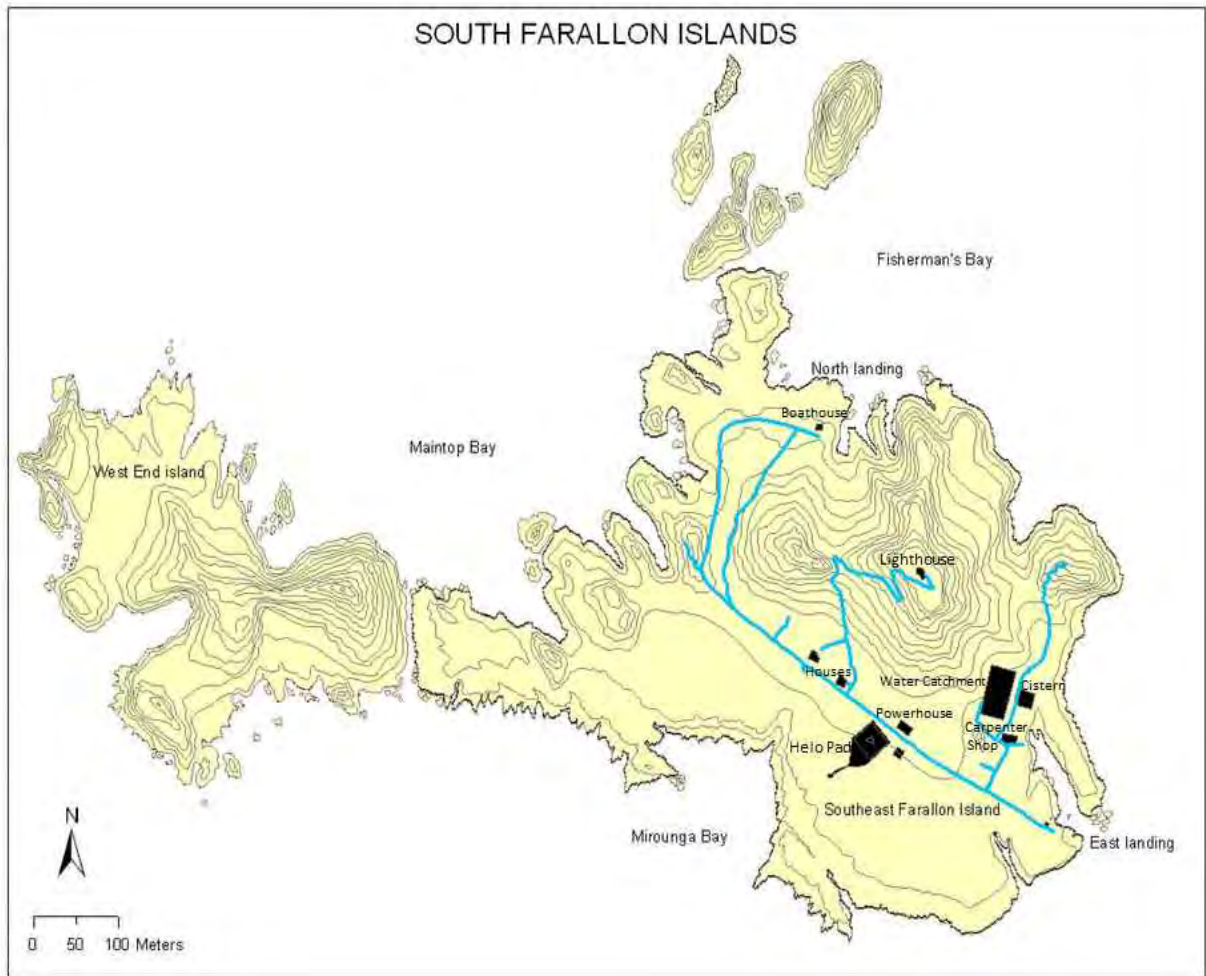 SOUTH FARALLON ISLANDS
Fisherman's Bay
North landing
Boathouse
Maintop Bay
West End island
Lighthouse
Houses
Water Catchment
Cistern
Powerhouse
Carpenter
Shop
Helo Pad
Southeast Farallon Island
Mirounga Bay
East landing
N
0 50 100 Meters